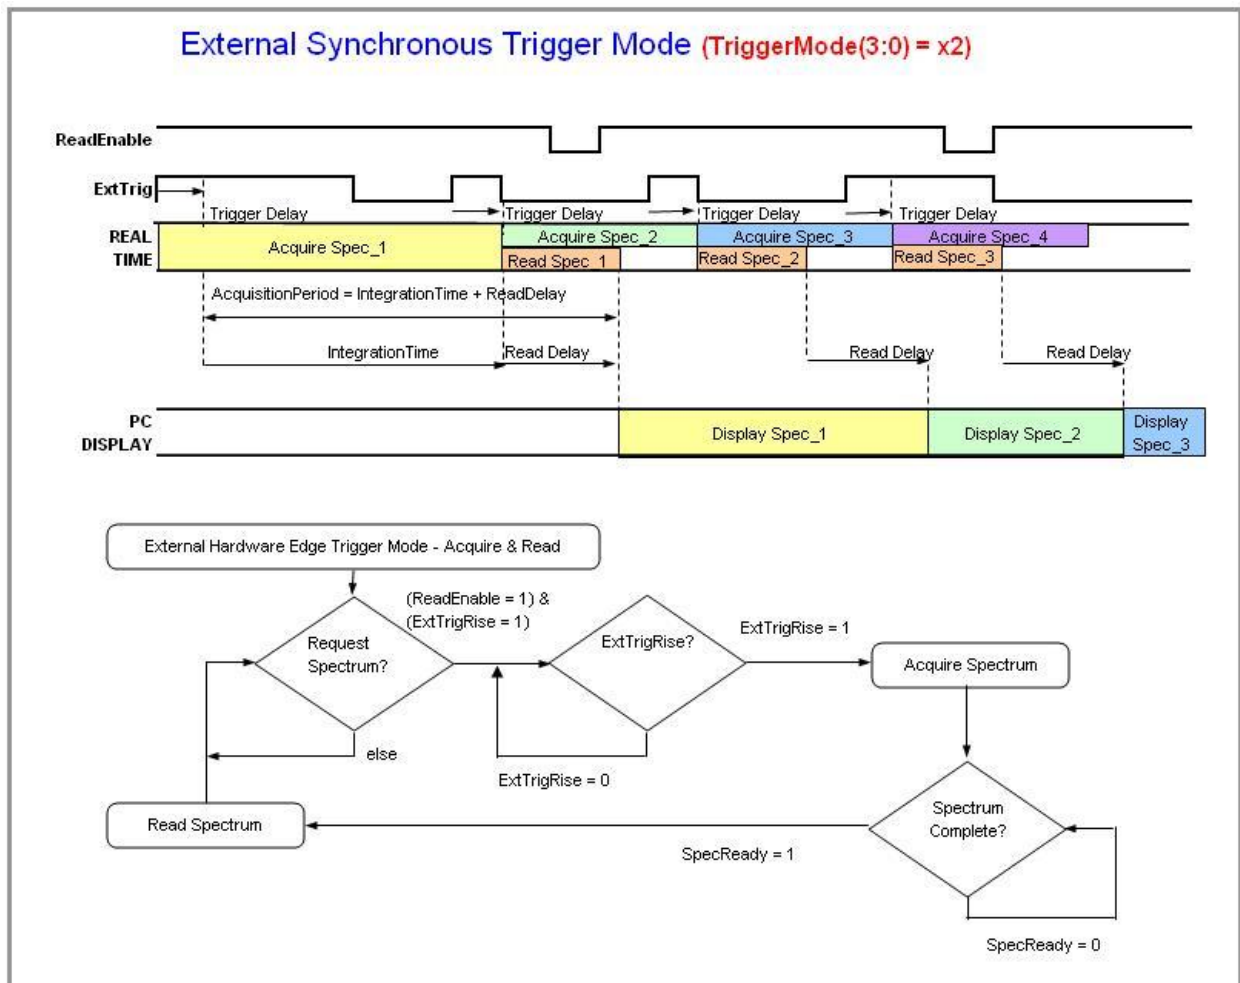 External Synchronous Trigger Mode (TriggerMode(3:0) = x2)
ReadEnable
ExtTrig
Trigger Delay Trigger Delay Trigger Delay Trigger Delay
REAL
TIME
Acquire Spec_1
Acquire Spec_2
Acquire Spec_3
Acquire Spec_4
Read Spec_1
Read Spec_2
Read Spec_3
AcquisitionPeriod = IntegrationTime + ReadDelay
IntegrationTime
Read Delay
Read Delay
Read Delay
PC
DISPLAY
Display Spec_1
Display Spec_2
Display
Spec_3
External Hardware Edge Trigger Mode - Acquire & Read
(ReadEnable = 1) &
(ExtTrigRise = 1)
Request
Spectrum?
ExtTrigRise?
ExtTrigRise = 1
Acquire Spectrum
else
ExtTrigRise = 0
Read Spectrum
Spectrum
Complete?
SpecReady = 1
SpecReady = 0